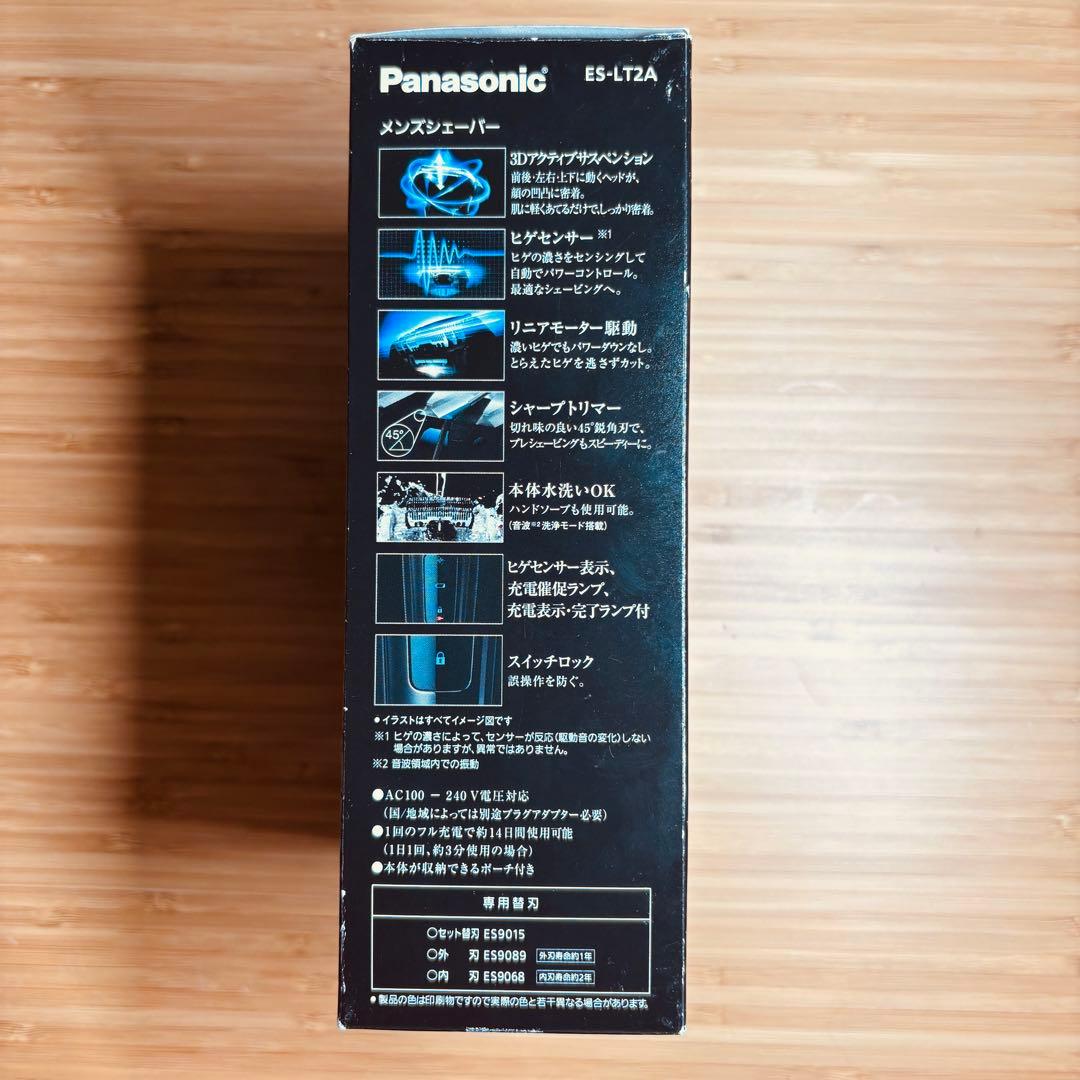 Panasonic® ES-LT2A
メンズシェーバー
3Dアクティブサスペンション
前後・左右・上下に動くヘッドが、
顔の凹凸に密着。
肌に軽くあてるだけで、しっかり密着。
ヒゲセンサー ※1
ヒゲの濃さをセンシングして
自動でパワーコントロール。
最適なシェービングへ。
リニアモーター駆動
濃いヒゲでもパワーダウンなし。
とらえたヒゲを逃さずカット。
45°
シャープトリマー
切れ味の良い45°鋭角刃で、
プレシェービングもスピーディーに。
本体水洗いOK
ハンドソープも使用可能。
(音波※2洗浄モード搭載)
ヒゲセンサー表示、
充電催促ランプ、
充電表示・完了ランプ付
スイッチロック
誤操作を防ぐ。
●イラストはすべてイメージ図です
※1 ヒゲの濃さによって、センサーが反応(駆動音の変化)しない
場合がありますが、異常ではありません。
※2 音波領域内での振動
●AC100 － 240 V電圧対応
(国/地域によっては別途プラグアダプター必要)
●1回のフル充電で約14日間使用可能
(1日1回、約3分使用の場合)
●本体が収納できるポーチ付き
専用替刃
○セット替刃 ES9015
○外 刃 ES9089 外刃寿命約1年
○内 刃 ES9068 内刃寿命約2年
●製品の色は印刷物ですので実際の色と若干異なる場合があります。